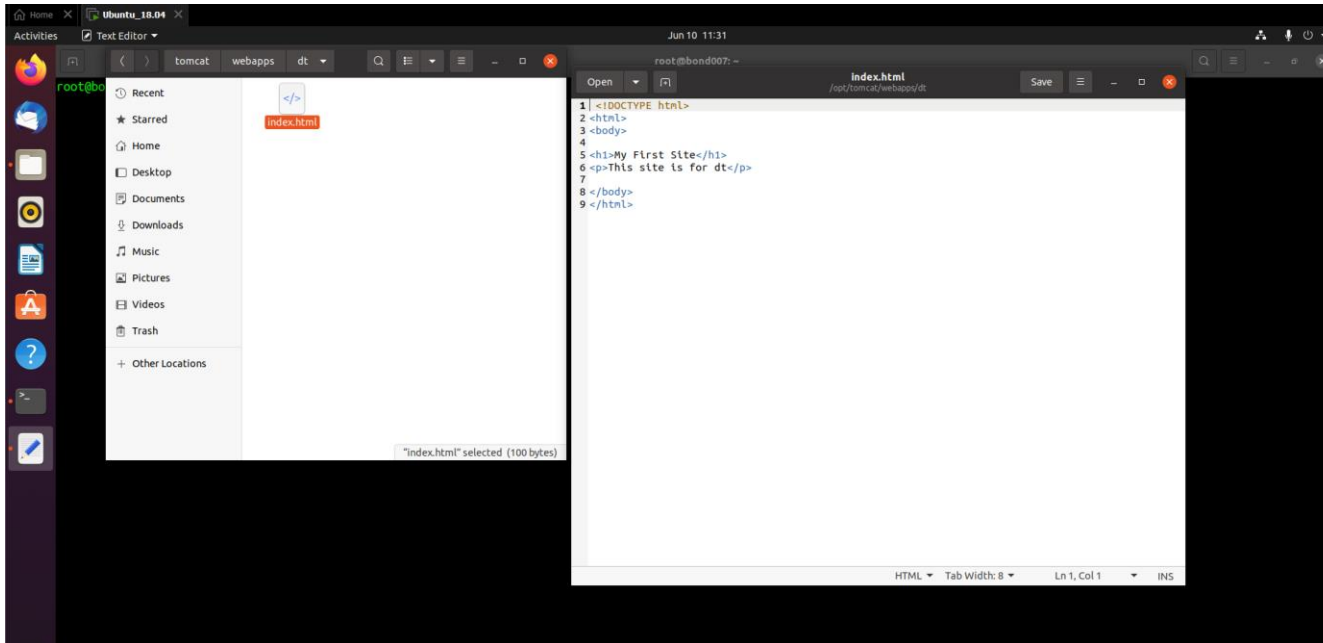 Home
Ubuntu_18.04
Activities
Text Editor
Jun 10 11:31
tomcat webapps dt
root@bond007: ~
root@bo
Recent
Starred
Home
Desktop
Documents
Downloads
Music
Pictures
Videos
Trash
+ Other Locations
index.html
"index.html" selected (100 bytes)
Open
index.html
/opt/tomcat/webapps/dt
Save
1 <!DOCTYPE html>
2 <html>
3 <body>
4
5 <h1>My First Site</h1>
6 <p>This site is for dt</p>
7
8 </body>
9 </html>
HTML Tab Width: 8 Ln 1, Col 1 INS